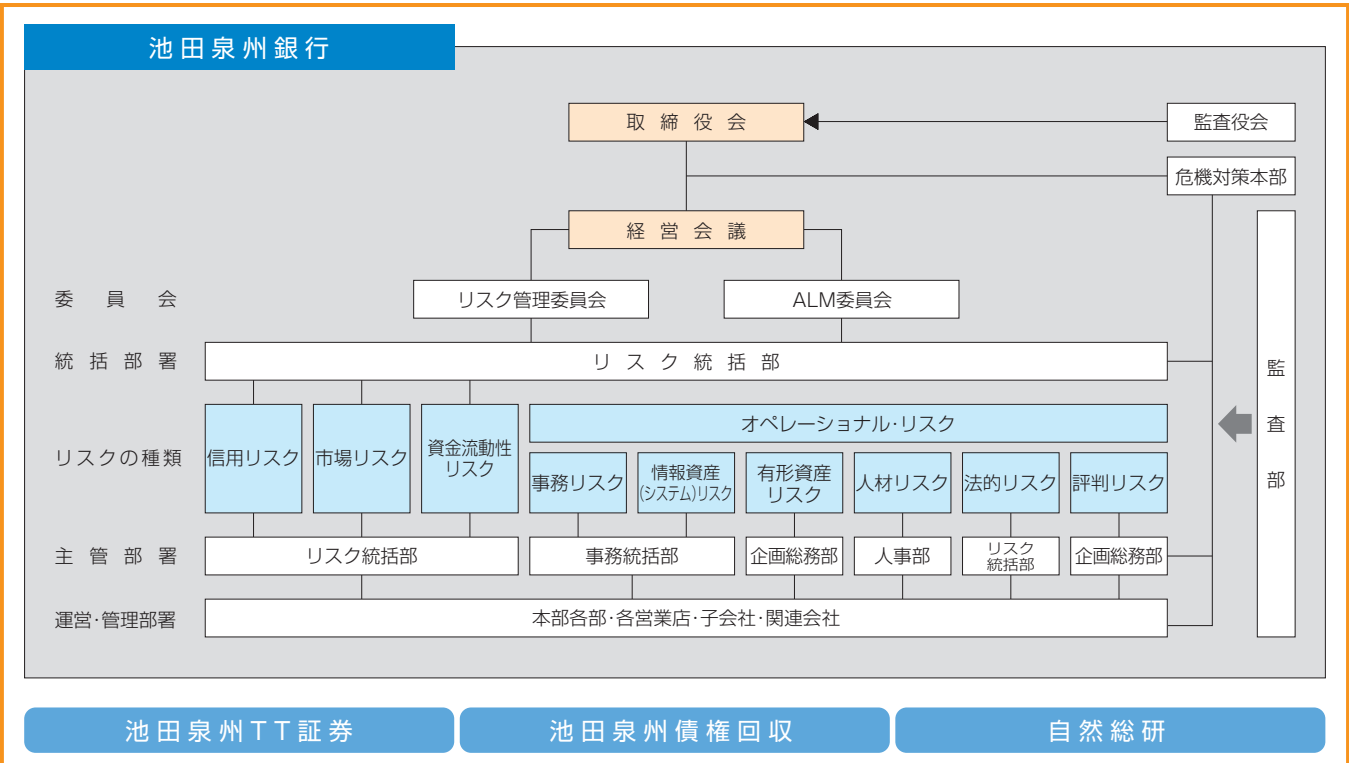 池田泉州銀行
取締役会
監査役会
危機対策本部
経営会議
委員会
リスク管理委員会
ALM委員会
統括部署
リスク統括部
監査部
リスクの種類
信用リスク
市場リスク
資金流動性
リスク
オペレーショナル・リスク
事務リスク
情報資産
(システム)リスク
有形資産
リスク
人材リスク
法的リスク
評判リスク
主管部署
リスク統括部
事務統括部
企画総務部
人事部
リスク
統括部
企画総務部
運営・管理部署
本部各部・各営業店・子会社・関連会社
池田泉州TT証券
池田泉州債権回収
自然総研